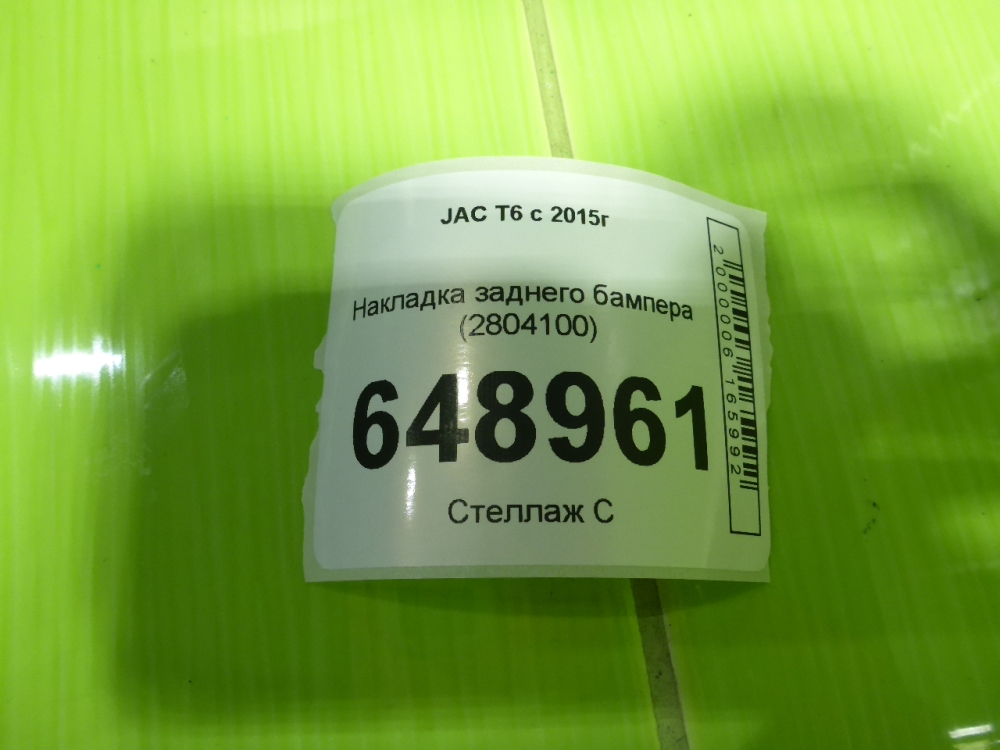 JAC T6 с 2015г
Накладка заднего бампера
(2804100)
648961
Стеллаж С
2000006165992